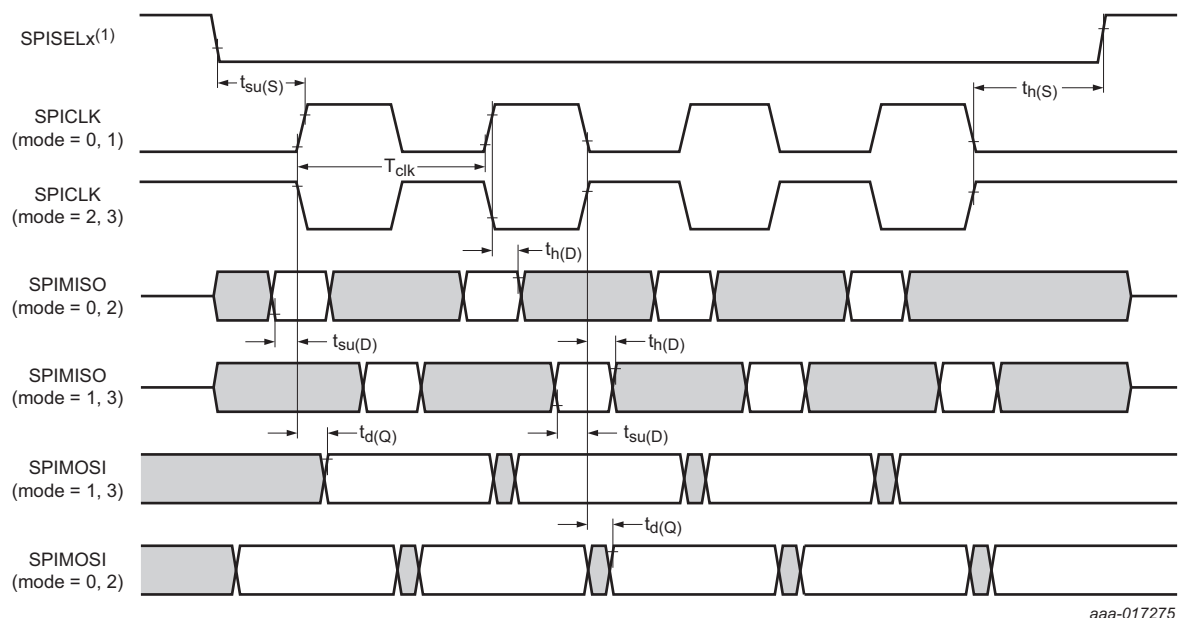 SPISELx(1)
tsu(S)
th(S)
SPICLK
(mode = 0, 1)
Tclk
SPICLK
(mode = 2, 3)
th(D)
SPIMISO
(mode = 0, 2)
tsu(D)
th(D)
SPIMISO
(mode = 1, 3)
td(Q)
tsu(D)
SPIMOSI
(mode = 1, 3)
td(Q)
SPIMOSI
(mode = 0, 2)
aaa-017275